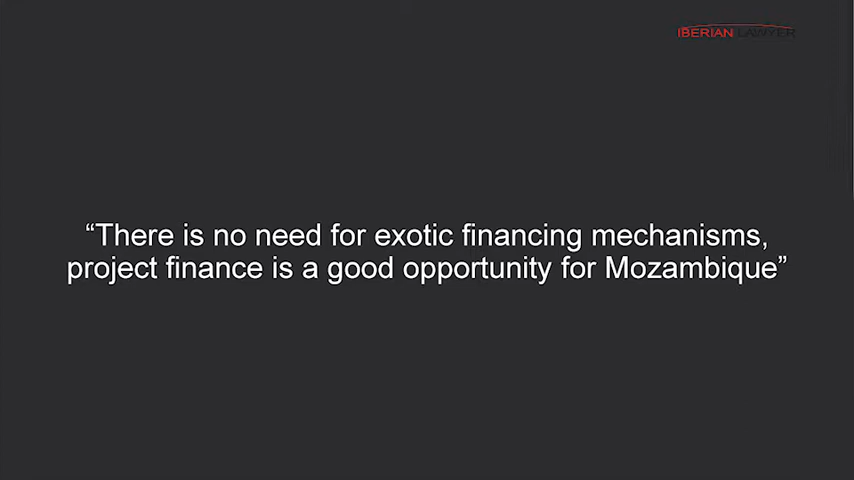 IBERIAN LAWYER
“There is no need for exotic financing mechanisms,
project finance is a good opportunity for Mozambique”